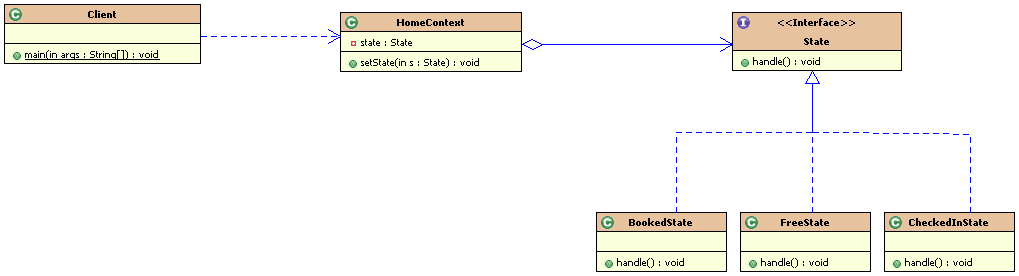 Client
main(in args : String[]) : void
HomeContext
state : State
setState(in s : State) : void
<<Interface>>
State
handle() : void
BookedState
handle() : void
FreeState
handle() : void
CheckedInState
handle() : void